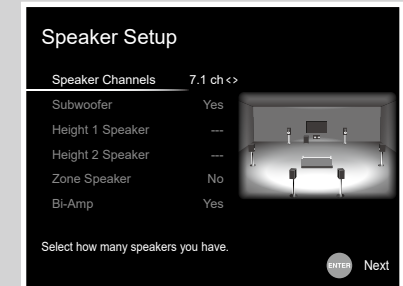 Speaker Setup
Speaker Channels 7.1 ch<>
Subwoofer Yes
Height 1 Speaker ---
Height 2 Speaker ---
Zone Speaker No
Bi-Amp Yes
Select how many speakers you have.
ENTER Next